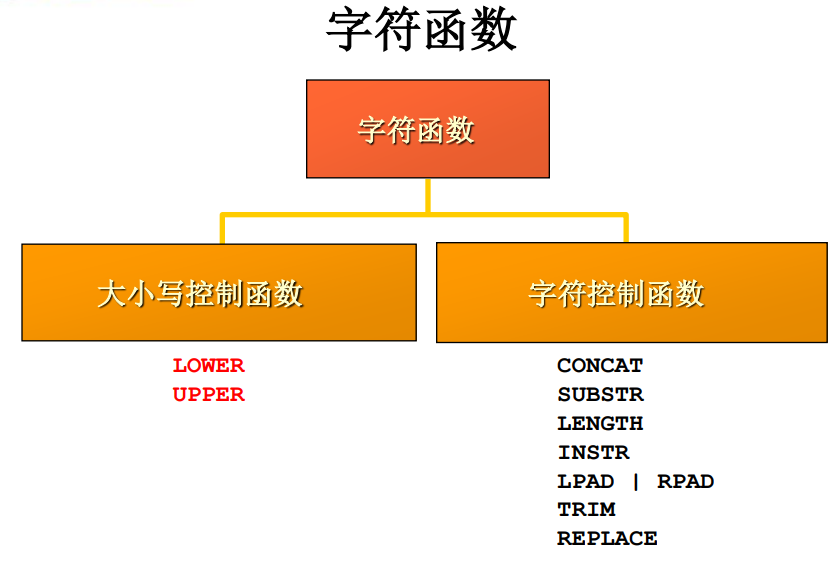 字符函数
字符函数
大小写控制函数
字符控制函数
LOWER
UPPER
CONCAT
SUBSTR
LENGTH
INSTR
LPAD | RPAD
TRIM
REPLACE